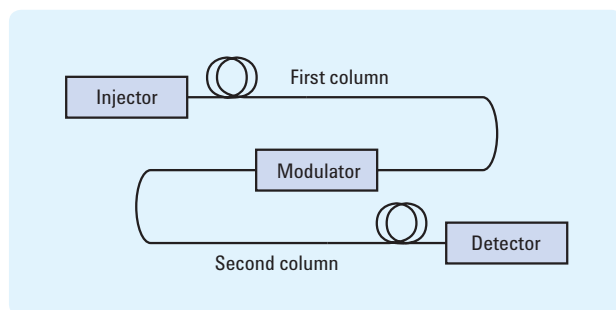 First column
Injector
Modulator
Detector
Second column